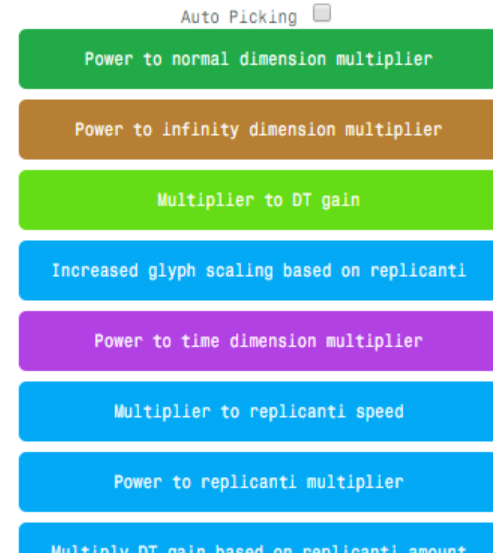 Auto Picking
Power to normal dimension multiplier
Power to infinity dimension multiplier
Multiplier to DT gain
Increased glyph scaling based on replicanti
Power to time dimension multiplier
Multiplier to replicanti speed
Power to replicanti multiplier
Multiply DT gain based on replicanti amount